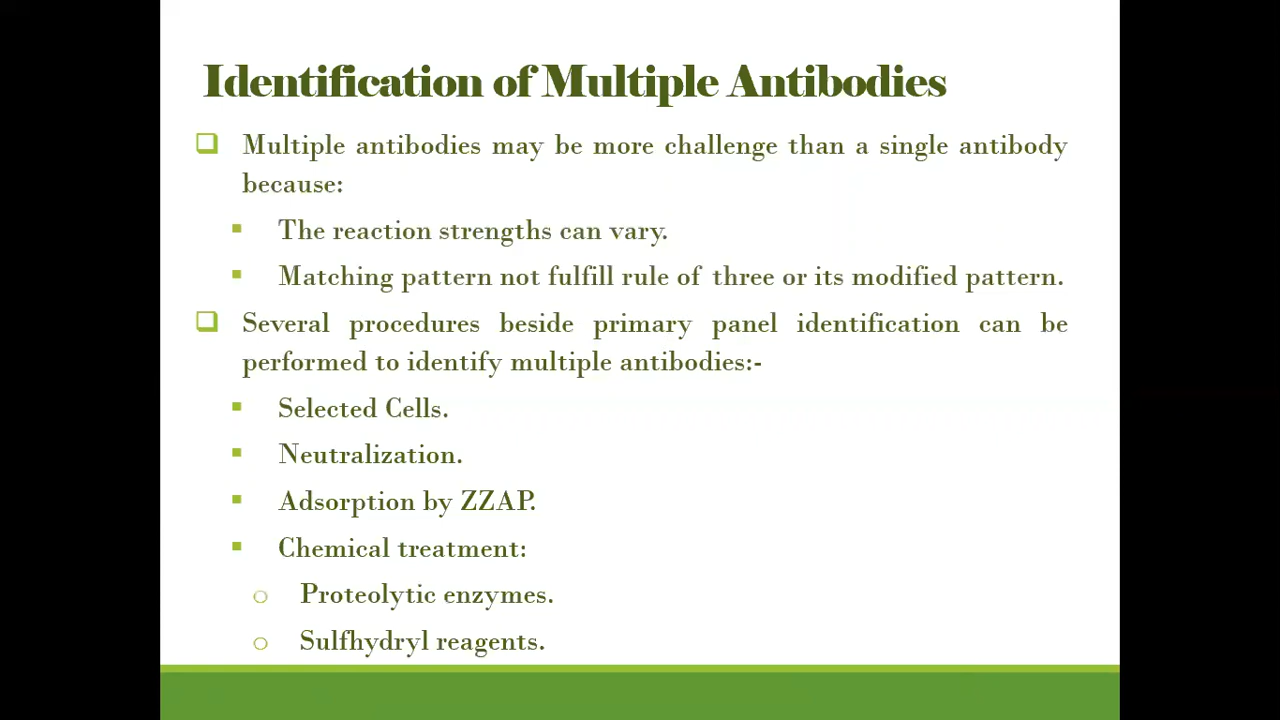 Identification of Multiple Antibodies
Multiple antibodies may be more challenge than a single antibody
because:
The reaction strengths can vary.
Matching pattern not fulfill rule of three or its modified pattern.
Several procedures beside primary panel identification can be
performed to identify multiple antibodies:-
Selected Cells.
Neutralization.
Adsorption by ZZAP.
Chemical treatment:
Proteolytic enzymes.
Sulfhydryl reagents.